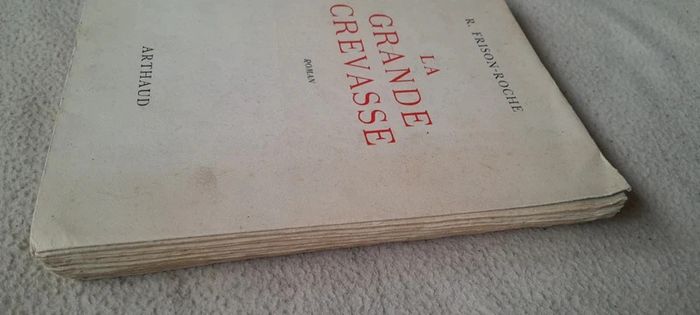 R. FRISON-ROCHE
LA
GRANDE
CREVASSE
ROMAN
ARTHAUD